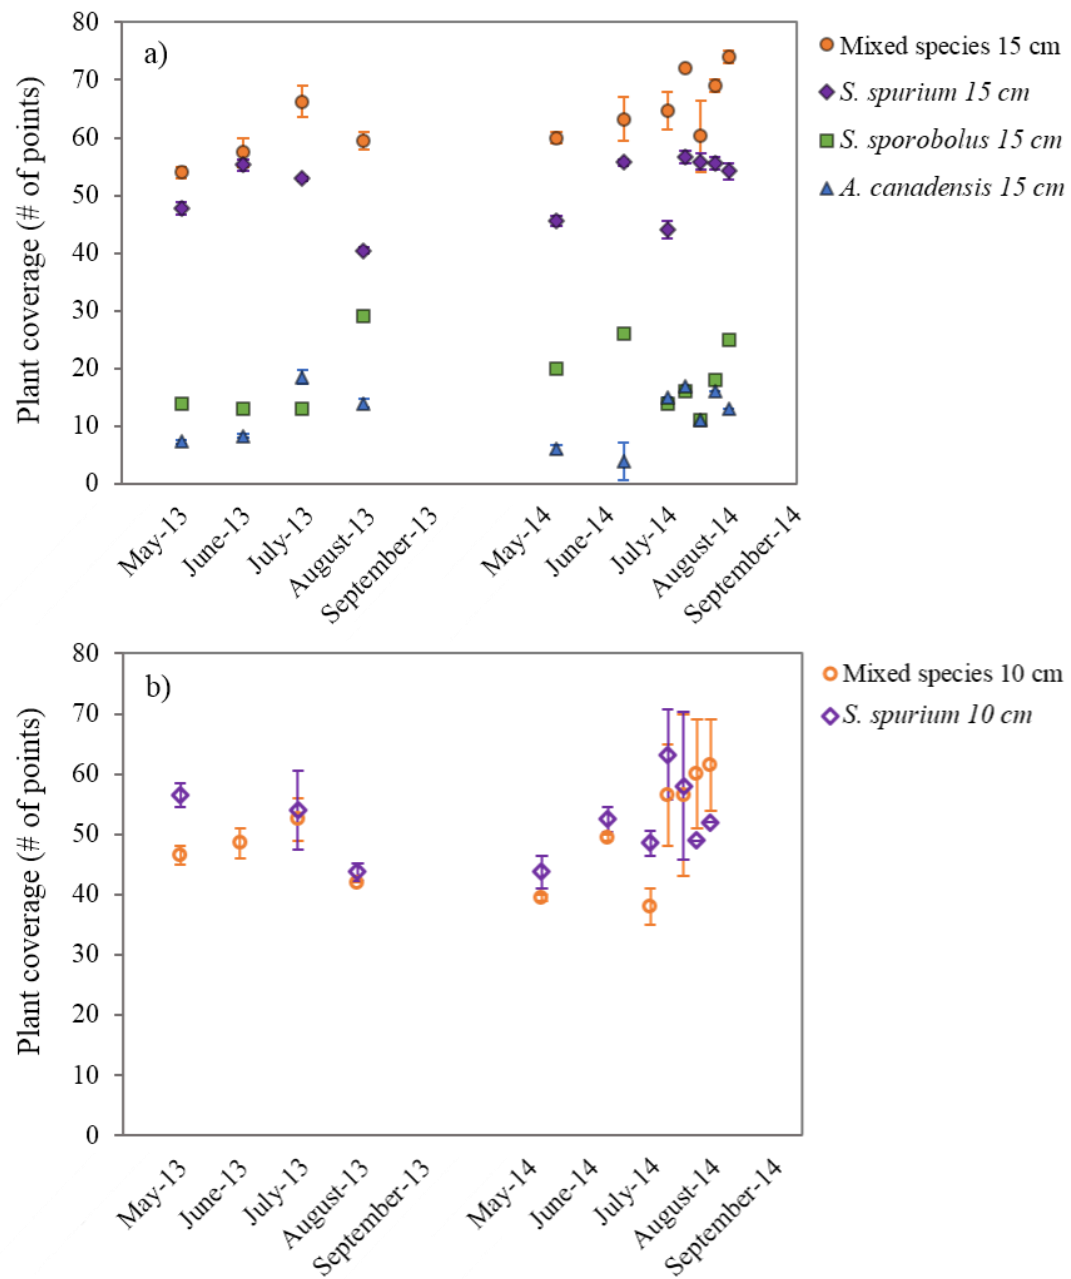 a)
Plant coverage (# of points)
80
70
60
50
40
30
20
10
0
May-13
June-13
July-13
August-13
September-13
May-14
June-14
July-14
August-14
September-14
Mixed species 15 cm
S. spurium 15 cm
S. sporobolus 15 cm
A. canadensis 15 cm
b)
Plant coverage (# of points)
80
70
60
50
40
30
20
10
0
May-13
June-13
July-13
August-13
September-13
May-14
June-14
July-14
August-14
September-14
Mixed species 10 cm
S. spurium 10 cm